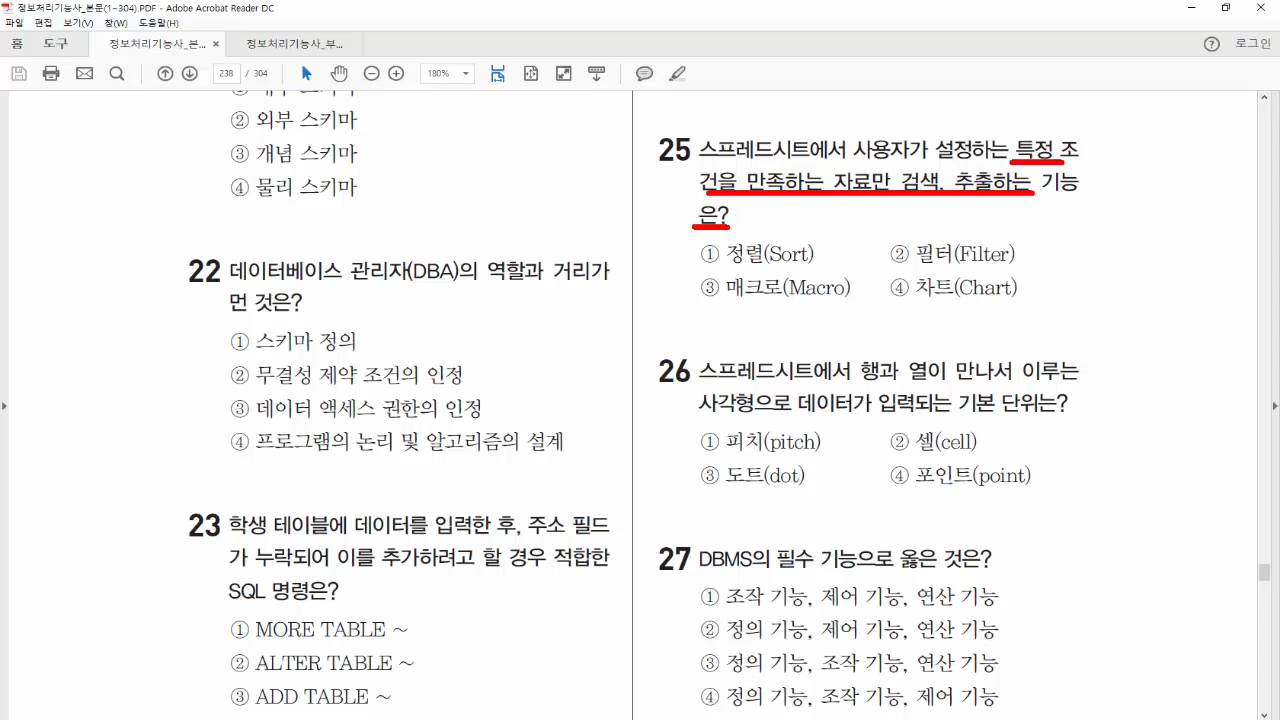 정보처리기능사_본문(1~304).PDF - Adobe Acrobat Reader DC
파일 편집 보기(V) 창(W) 도움말(H)
홈 도구 정보처리기능사_본... × 정보처리기능사_부... 로그인
238 / 304 180%
② 외부 스키마
③ 개념 스키마
④ 물리 스키마
22 데이터베이스 관리자(DBA)의 역할과 거리가
먼 것은?
① 스키마 정의
② 무결성 제약 조건의 인정
③ 데이터 액세스 권한의 인정
④ 프로그램의 논리 및 알고리즘의 설계
23 학생 테이블에 데이터를 입력한 후, 주소 필드
가 누락되어 이를 추가하려고 할 경우 적합한
SQL 명령은?
① MORE TABLE ~
② ALTER TABLE ~
③ ADD TABLE ~
25 스프레드시트에서 사용자가 설정하는 특정 조
건을 만족하는 자료만 검색, 추출하는 기능
은?
① 정렬(Sort) ② 필터(Filter)
③ 매크로(Macro) ④ 차트(Chart)
26 스프레드시트에서 행과 열이 만나서 이루는
사각형으로 데이터가 입력되는 기본 단위는?
① 피치(pitch) ② 셀(cell)
③ 도트(dot) ④ 포인트(point)
27 DBMS의 필수 기능으로 옳은 것은?
① 조작 기능, 제어 기능, 연산 기능
② 정의 기능, 제어 기능, 연산 기능
③ 정의 기능, 조작 기능, 연산 기능
④ 정의 기능, 조작 기능, 제어 기능